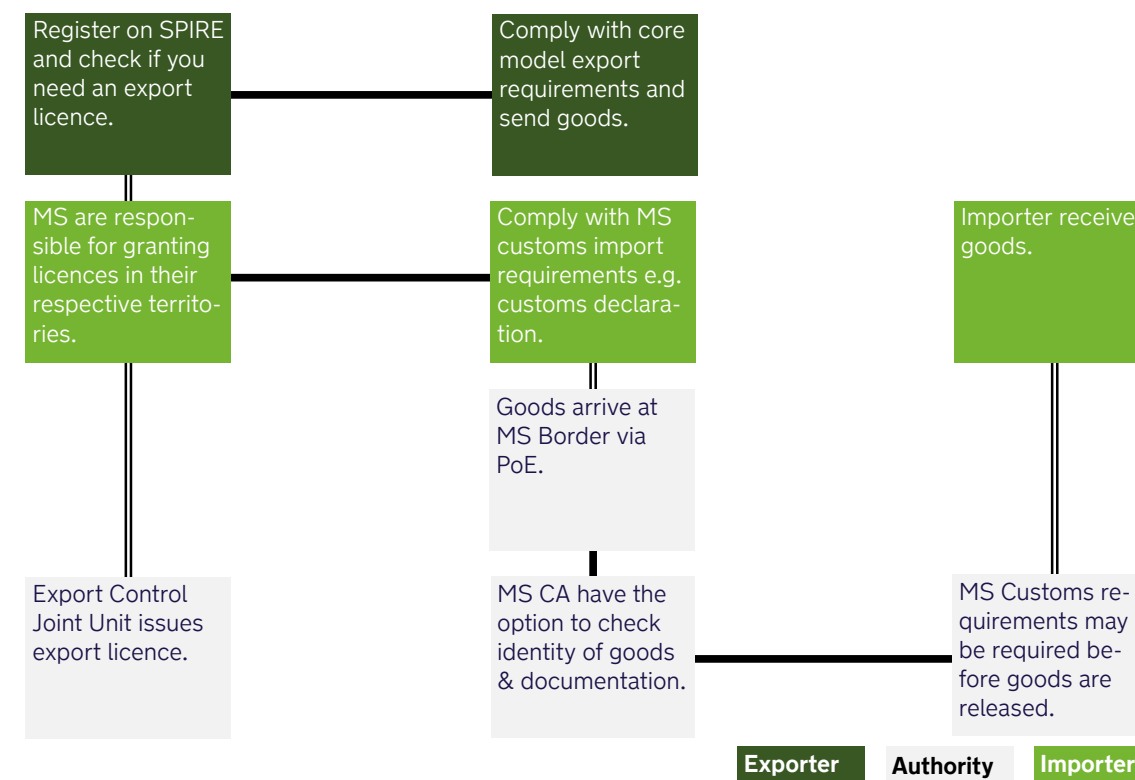 Register on SPIRE
and check if you
need an export
licence.
Comply with core
model export
requirements and
send goods.
MS are respon-
sible for granting
licences in their
respective territo-
ries.
Comply with MS
customs import
requirements e.g.
customs declara-
tion.
Importer receive
goods.
Goods arrive at
MS Border via
PoE.
Export Control
Joint Unit issues
export licence.
MS CA have the
option to check
identity of goods
& documentation.
MS Customs re-
quirements may
be required be-
fore goods are
released.
Exporter
Authority
Importer